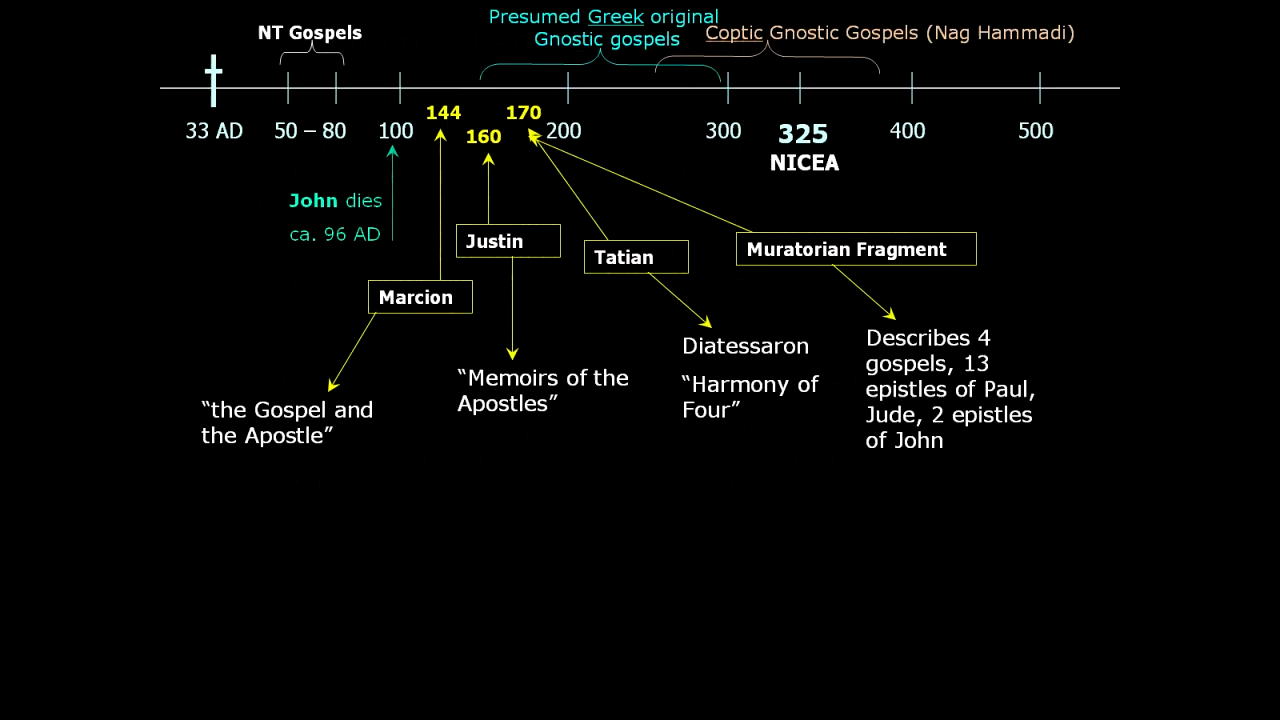 Presumed Greek original
Gnostic gospels
NT Gospels
Coptic Gnostic Gospels (Nag Hammadi)
144
170
160
33 AD
50 – 80
100
200
300
325
400
500
NICEA
John dies
ca. 96 AD
Justin
Tatian
Muratorian Fragment
Marcion
“the Gospel and
the Apostle”
“Memoirs of the
Apostles”
Diatessaron
“Harmony of
Four”
Describes 4
gospels, 13
epistles of Paul,
Jude, 2 epistles
of John